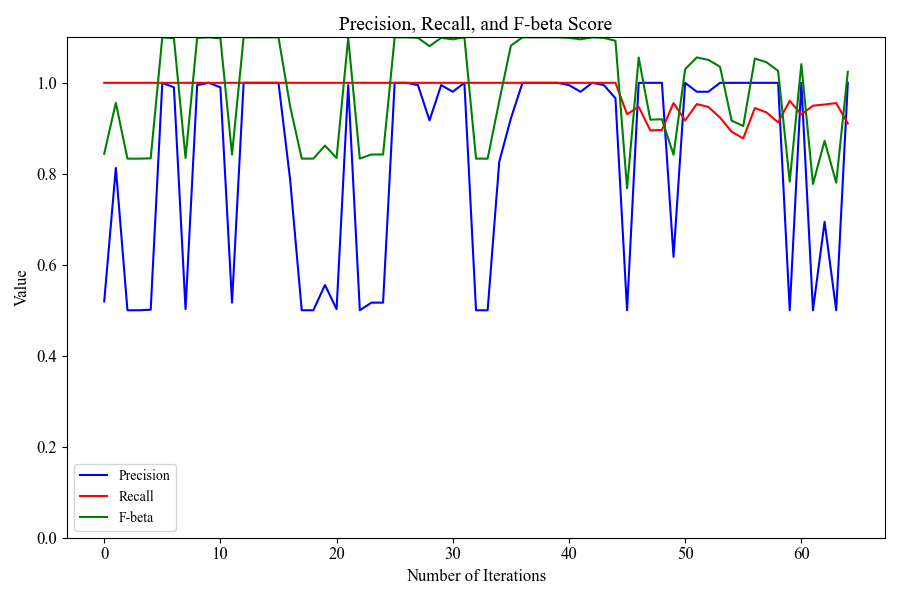 Precision, Recall, and F-beta Score
Value
1.0
0.8
0.6
0.4
0.2
0.0
Precision
Recall
F-beta
0 10 20 30 40 50 60
Number of Iterations